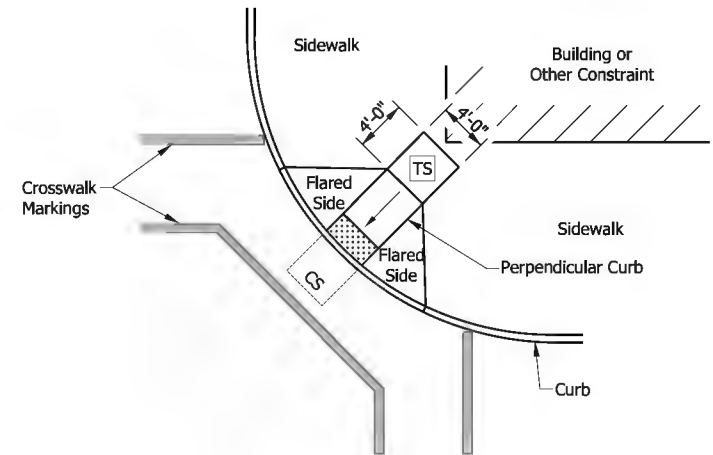 Sidewalk
Building or
Other Constraint
4'-0"
4'-0"
TS
Crosswalk
Markings
Flared
Side
Sidewalk
Flared
Side
Perpendicular Curb
CS
Curb